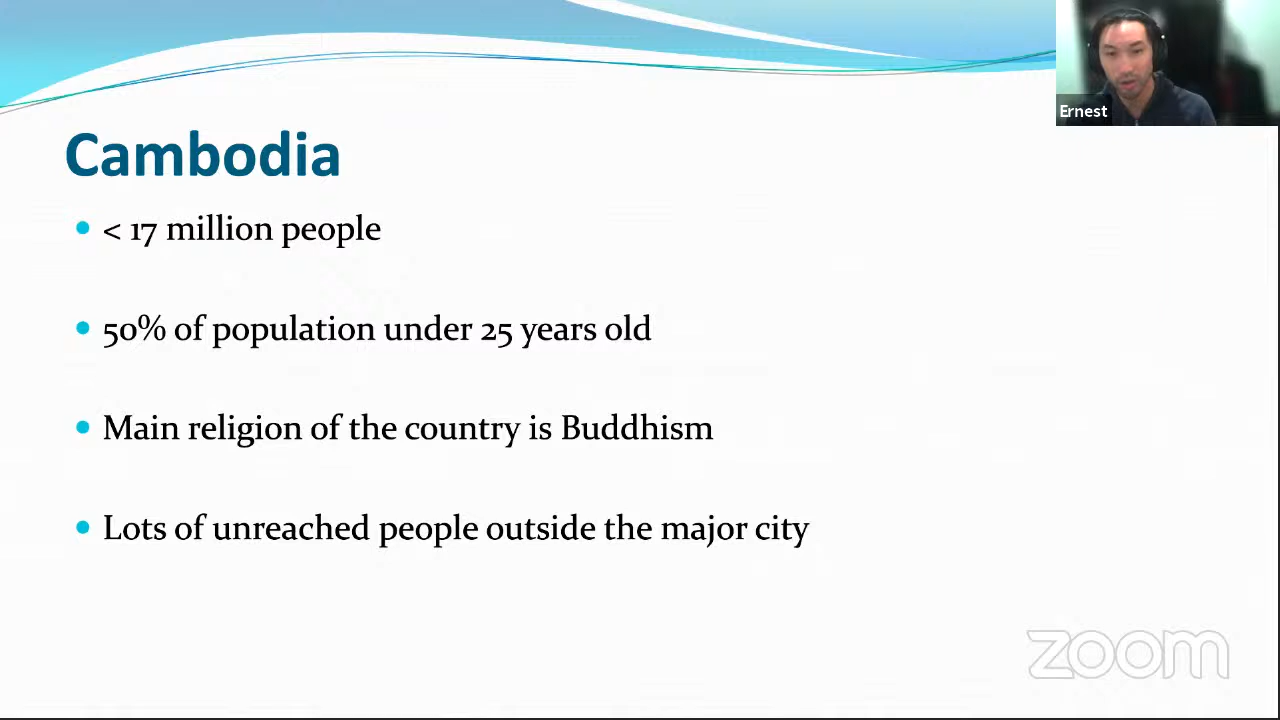 Ernest
Cambodia
< 17 million people
50% of population under 25 years old
Main religion of the country is Buddhism
Lots of unreached people outside the major city
zoom